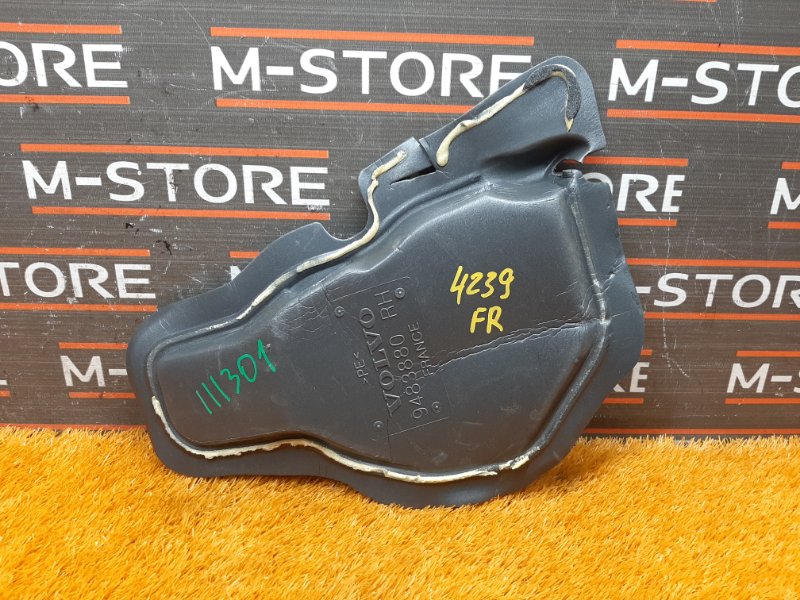 M-STORE
M-STORE
M-STORE
M-STORE
M-STORE
M-STORE
M-STORE
M-STORE
4239
FR
111301
>PE<
VOLVO
9483880 RH
FRANCE